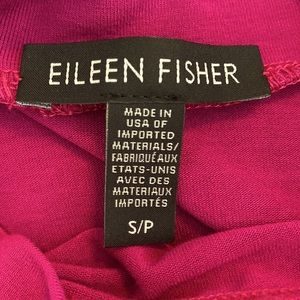 EILEEN FISHER
MADE IN
USA OF
IMPORTED
MATERIALS/
FABRIQUÉ AUX
ETATS-UNIS
AVEC DES
MATERIAUX
IMPORTÉS
S/P